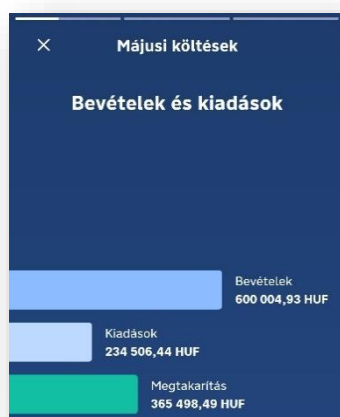 Májusi költések
Bevételek és kiadások
Bevételek
600 004,93 HUF
Kiadások
234 506,44 HUF
Megtakarítás
365 498,49 HUF